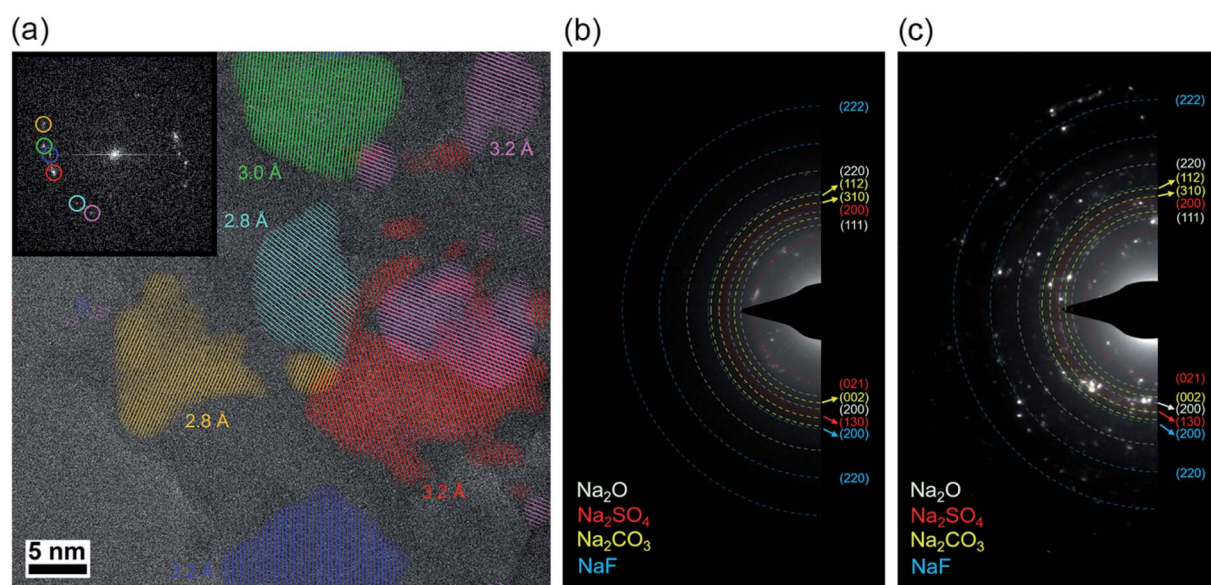 (a)
3.0 Å
3.2 Å
2.8 Å
2.8 Å
3.2 Å
3.2 Å
5 nm
(b)
(222)
(220)
(112)
(310)
(200)
(111)
(021)
(002)
(200)
(130)
(200)
(220)
Na₂O
Na₂SO₄
Na₂CO₃
NaF
(c)
(222)
(220)
(112)
(310)
(200)
(111)
(021)
(002)
(200)
(130)
(200)
(220)
Na₂O
Na₂SO₄
Na₂CO₃
NaF